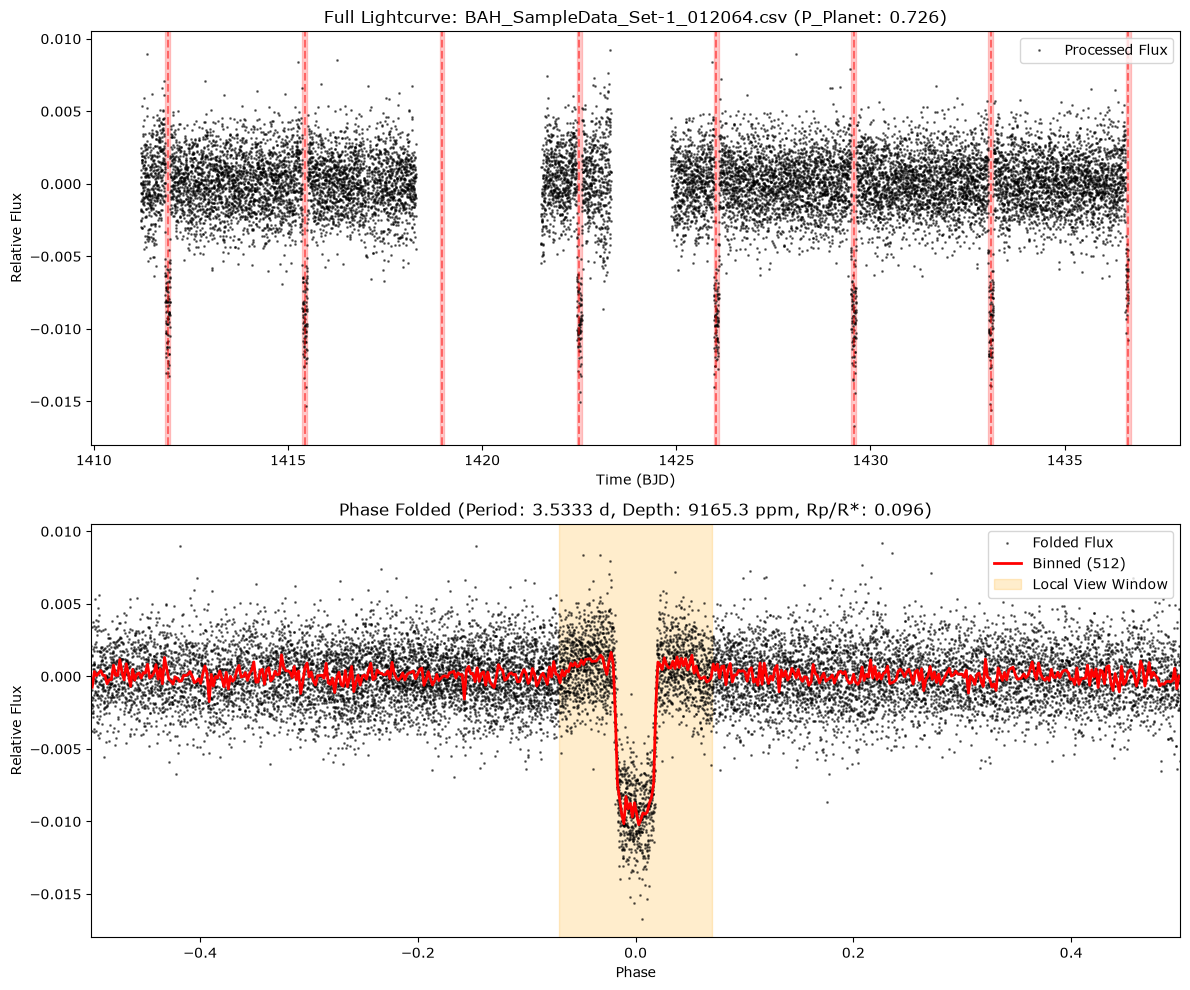 Full Lightcurve: BAH_SampleData_Set-1_012064.csv (P_Planet: 0.726)
0.010
0.005
0.000
−0.005
−0.010
−0.015
Relative Flux
Processed Flux
1410
1415
1420
1425
1430
1435
Time (BJD)
Phase Folded (Period: 3.5333 d, Depth: 9165.3 ppm, Rp/R*: 0.096)
0.010
0.005
0.000
−0.005
−0.010
−0.015
Relative Flux
Folded Flux
Binned (512)
Local View Window
−0.4
−0.2
0.0
0.2
0.4
Phase